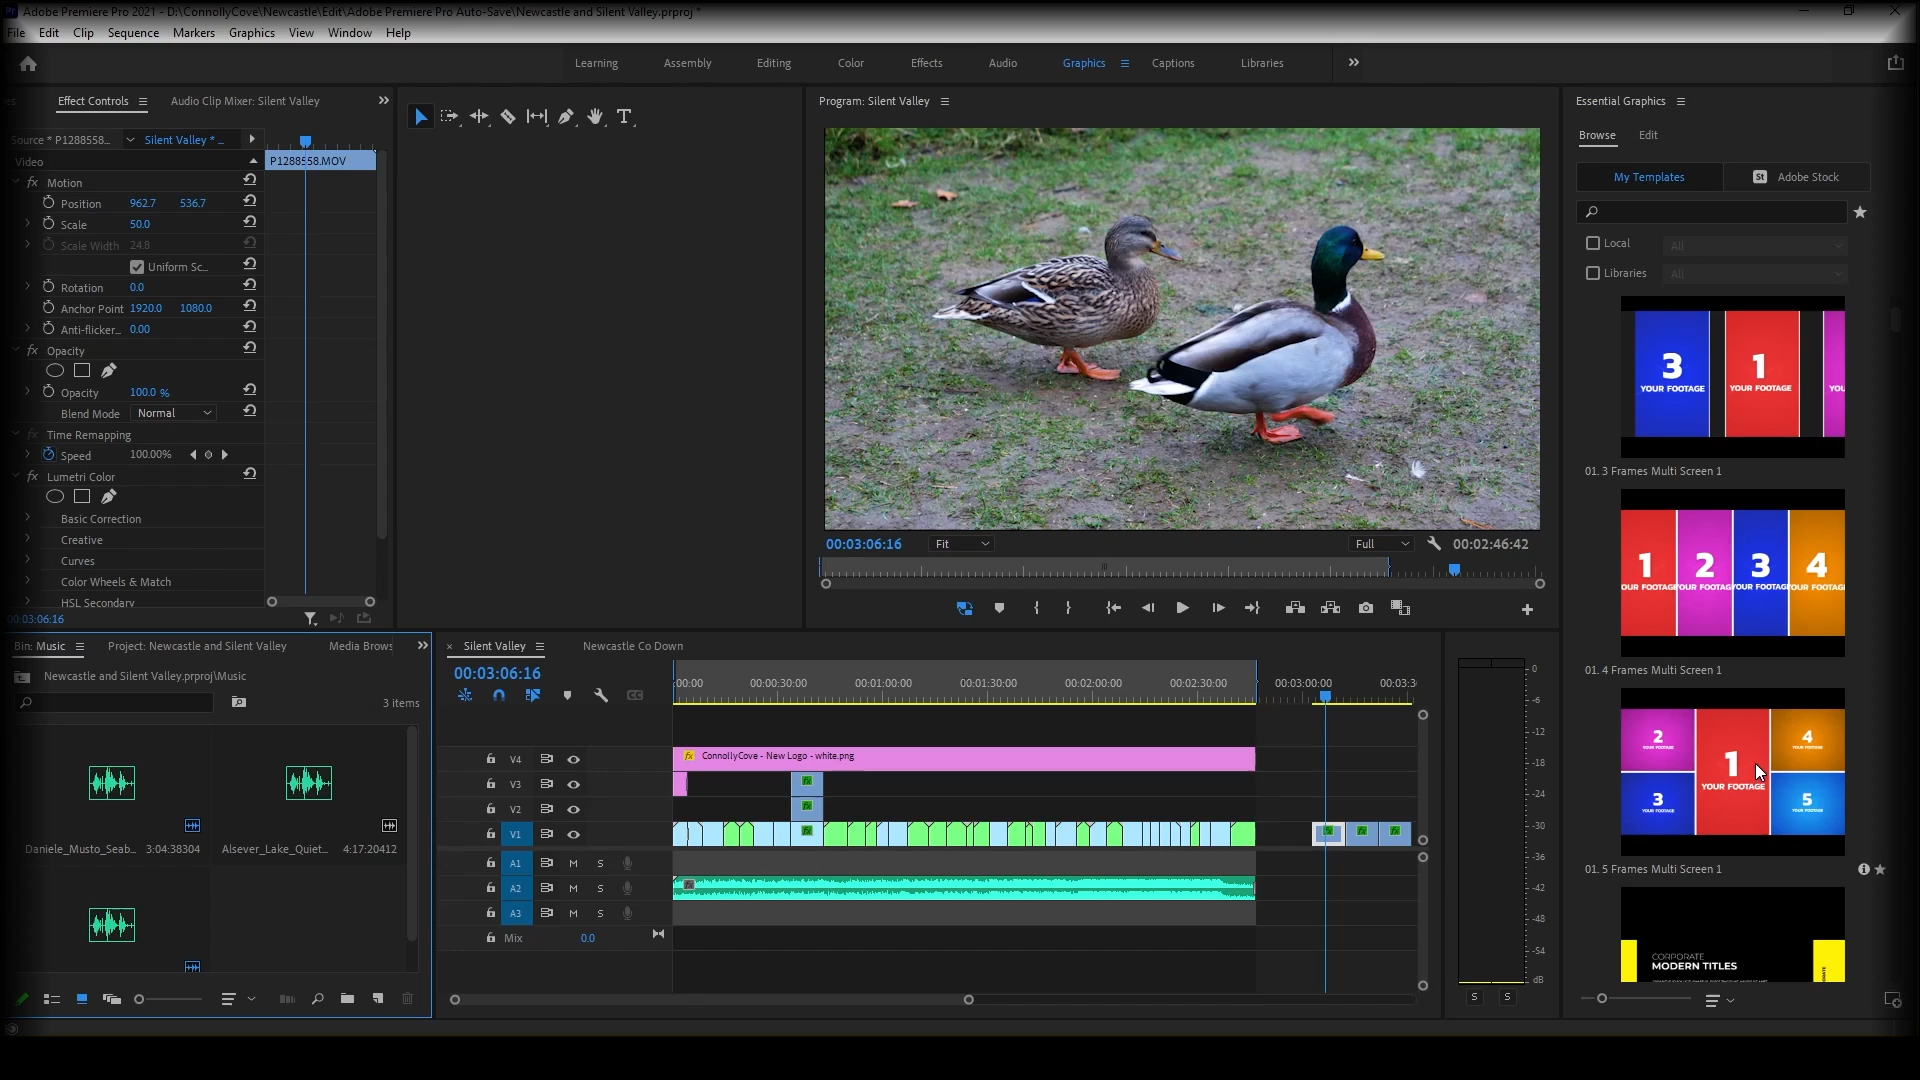 Adobe Premiere Pro 2021 - D:\ConnollyCove\Newcastle\Edit\Adobe Premiere Pro Auto-Save\Newcastle and Silent Valley.prproj *
File Edit Clip Sequence Markers Graphics View Window Help
Learning Assembly Editing Color Effects Audio Graphics Captions Libraries
Effect Controls Audio Clip Mixer: Silent Valley
Source * P1288558... Silent Valley * ...
P1288558.MOV
Video
fx Motion
Position 962.7 536.7
Scale 50.0
Scale Width 24.8
Uniform Sc...
Rotation 0.0
Anchor Point 1920.0 1080.0
Anti-flicker... 0.00
fx Opacity
Opacity 100.0 %
Blend Mode Normal
fx Time Remapping
Speed 100.00%
fx Lumetri Color
Basic Correction
Creative
Curves
Color Wheels & Match
HSL Secondary
00:03:06:16
Program: Silent Valley
00:03:06:16 Fit Full 00:02:46:42
Essential Graphics
Browse Edit
My Templates St Adobe Stock
Local All
Libraries All
3 YOUR FOOTAGE
1 YOUR FOOTAGE
01. 3 Frames Multi Screen 1
1 2 3 4
01. 4 Frames Multi Screen 1
2 YOUR FOOTAGE
4 YOUR FOOTAGE
1 YOUR FOOTAGE
3 YOUR FOOTAGE
5 YOUR FOOTAGE
01. 5 Frames Multi Screen 1
CORPORATE
MODERN TITLES
Bin: Music Project: Newcastle and Silent Valley Media Brows
Newcastle and Silent Valley.prproj\Music
3 items
Daniele_Musto_Seab... 3:04:38304
Alsever_Lake_Quiet... 4:17:20412
Silent Valley Newcastle Co Down
00:03:06:16
:00:00 00:00:30:00 00:01:00:00 00:01:30:00 00:02:00:00 00:02:30:00 00:03:00:00 00:03:3
V4 fx ConnollyCove - New Logo - white.png
V3
V2
V1
A1 M S
A2 M S
A3 M S
Mix 0.0
0
-6
-12
-18
-24
-30
-36
-42
-48
-54
dB
S S